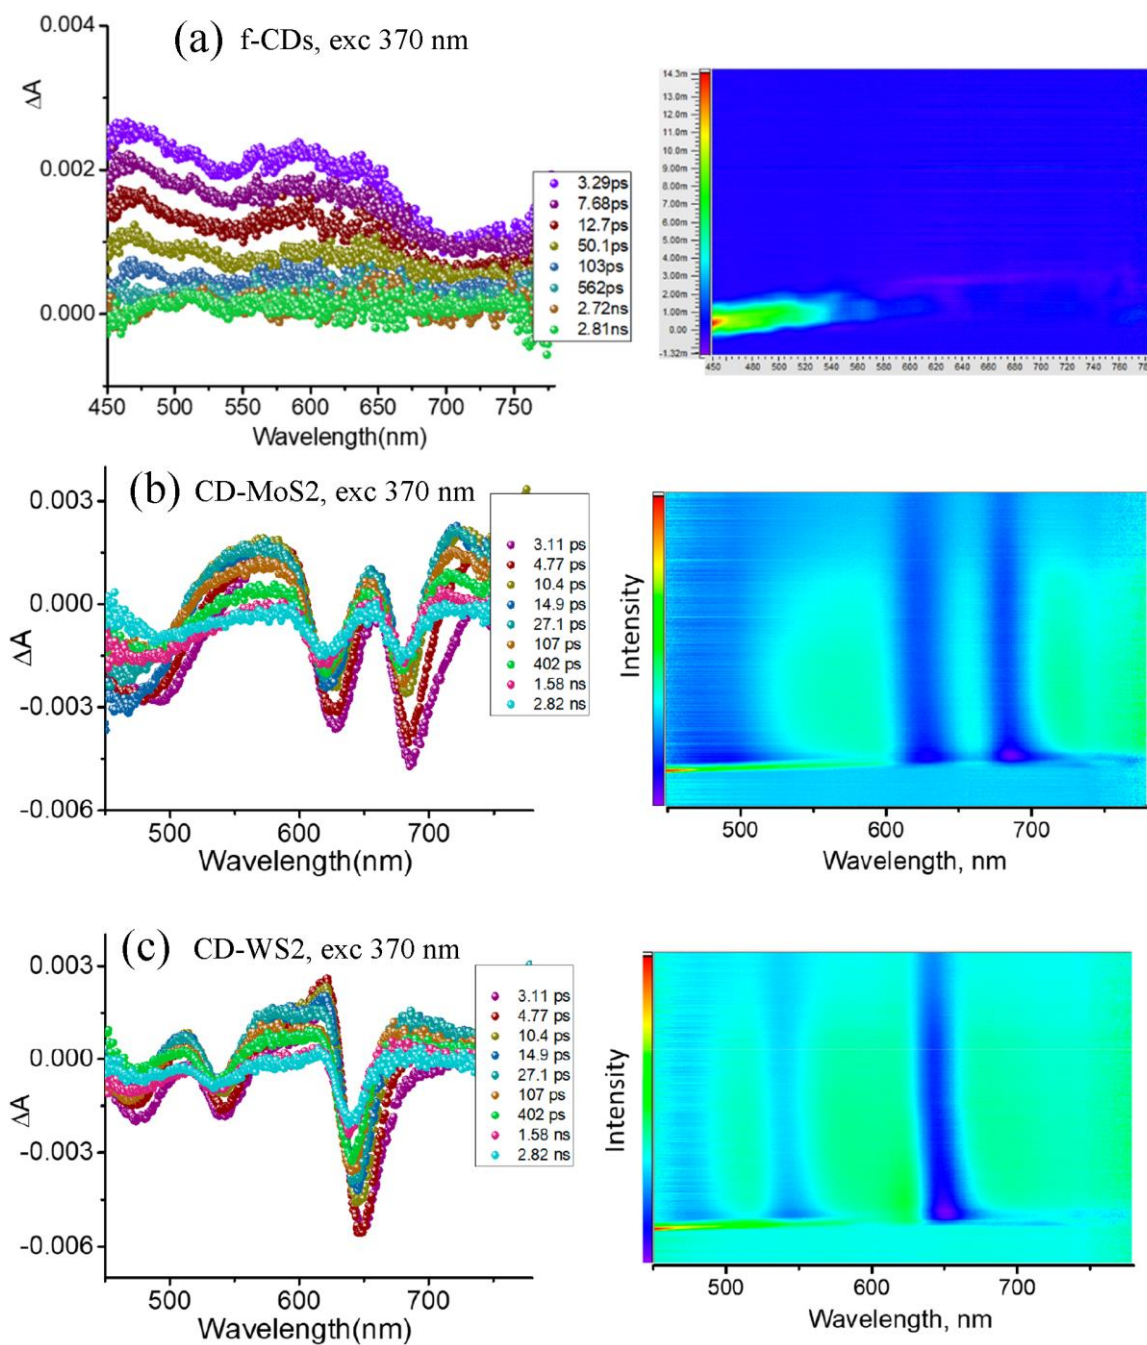 (a) f-CDs, exc 370 nm
0.004
0.002
0.000
ΔA
3.29ps
7.68ps
12.7ps
50.1ps
103ps
562ps
2.72ns
2.81ns
450 500 550 600 650 700 750
Wavelength(nm)
14.3m
13.0m
12.0m
11.0m
10.0m
9.00m
8.00m
7.00m
6.00m
5.00m
4.00m
3.00m
2.00m
1.00m
0.00
-1.32m
450 480 500 520 540 560 580 600 620 640 660 680 700 720 740 760 78
(b) CD-MoS2, exc 370 nm
0.003
0.000
-0.003
-0.006
ΔA
3.11 ps
4.77 ps
10.4 ps
14.9 ps
27.1 ps
107 ps
402 ps
1.58 ns
2.82 ns
500 600 700
Wavelength(nm)
Intensity
500 600 700
Wavelength, nm
(c) CD-WS2, exc 370 nm
0.003
0.000
-0.003
-0.006
ΔA
3.11 ps
4.77 ps
10.4 ps
14.9 ps
27.1 ps
107 ps
402 ps
1.58 ns
2.82 ns
500 600 700
Wavelength(nm)
Intensity
500 600 700
Wavelength, nm